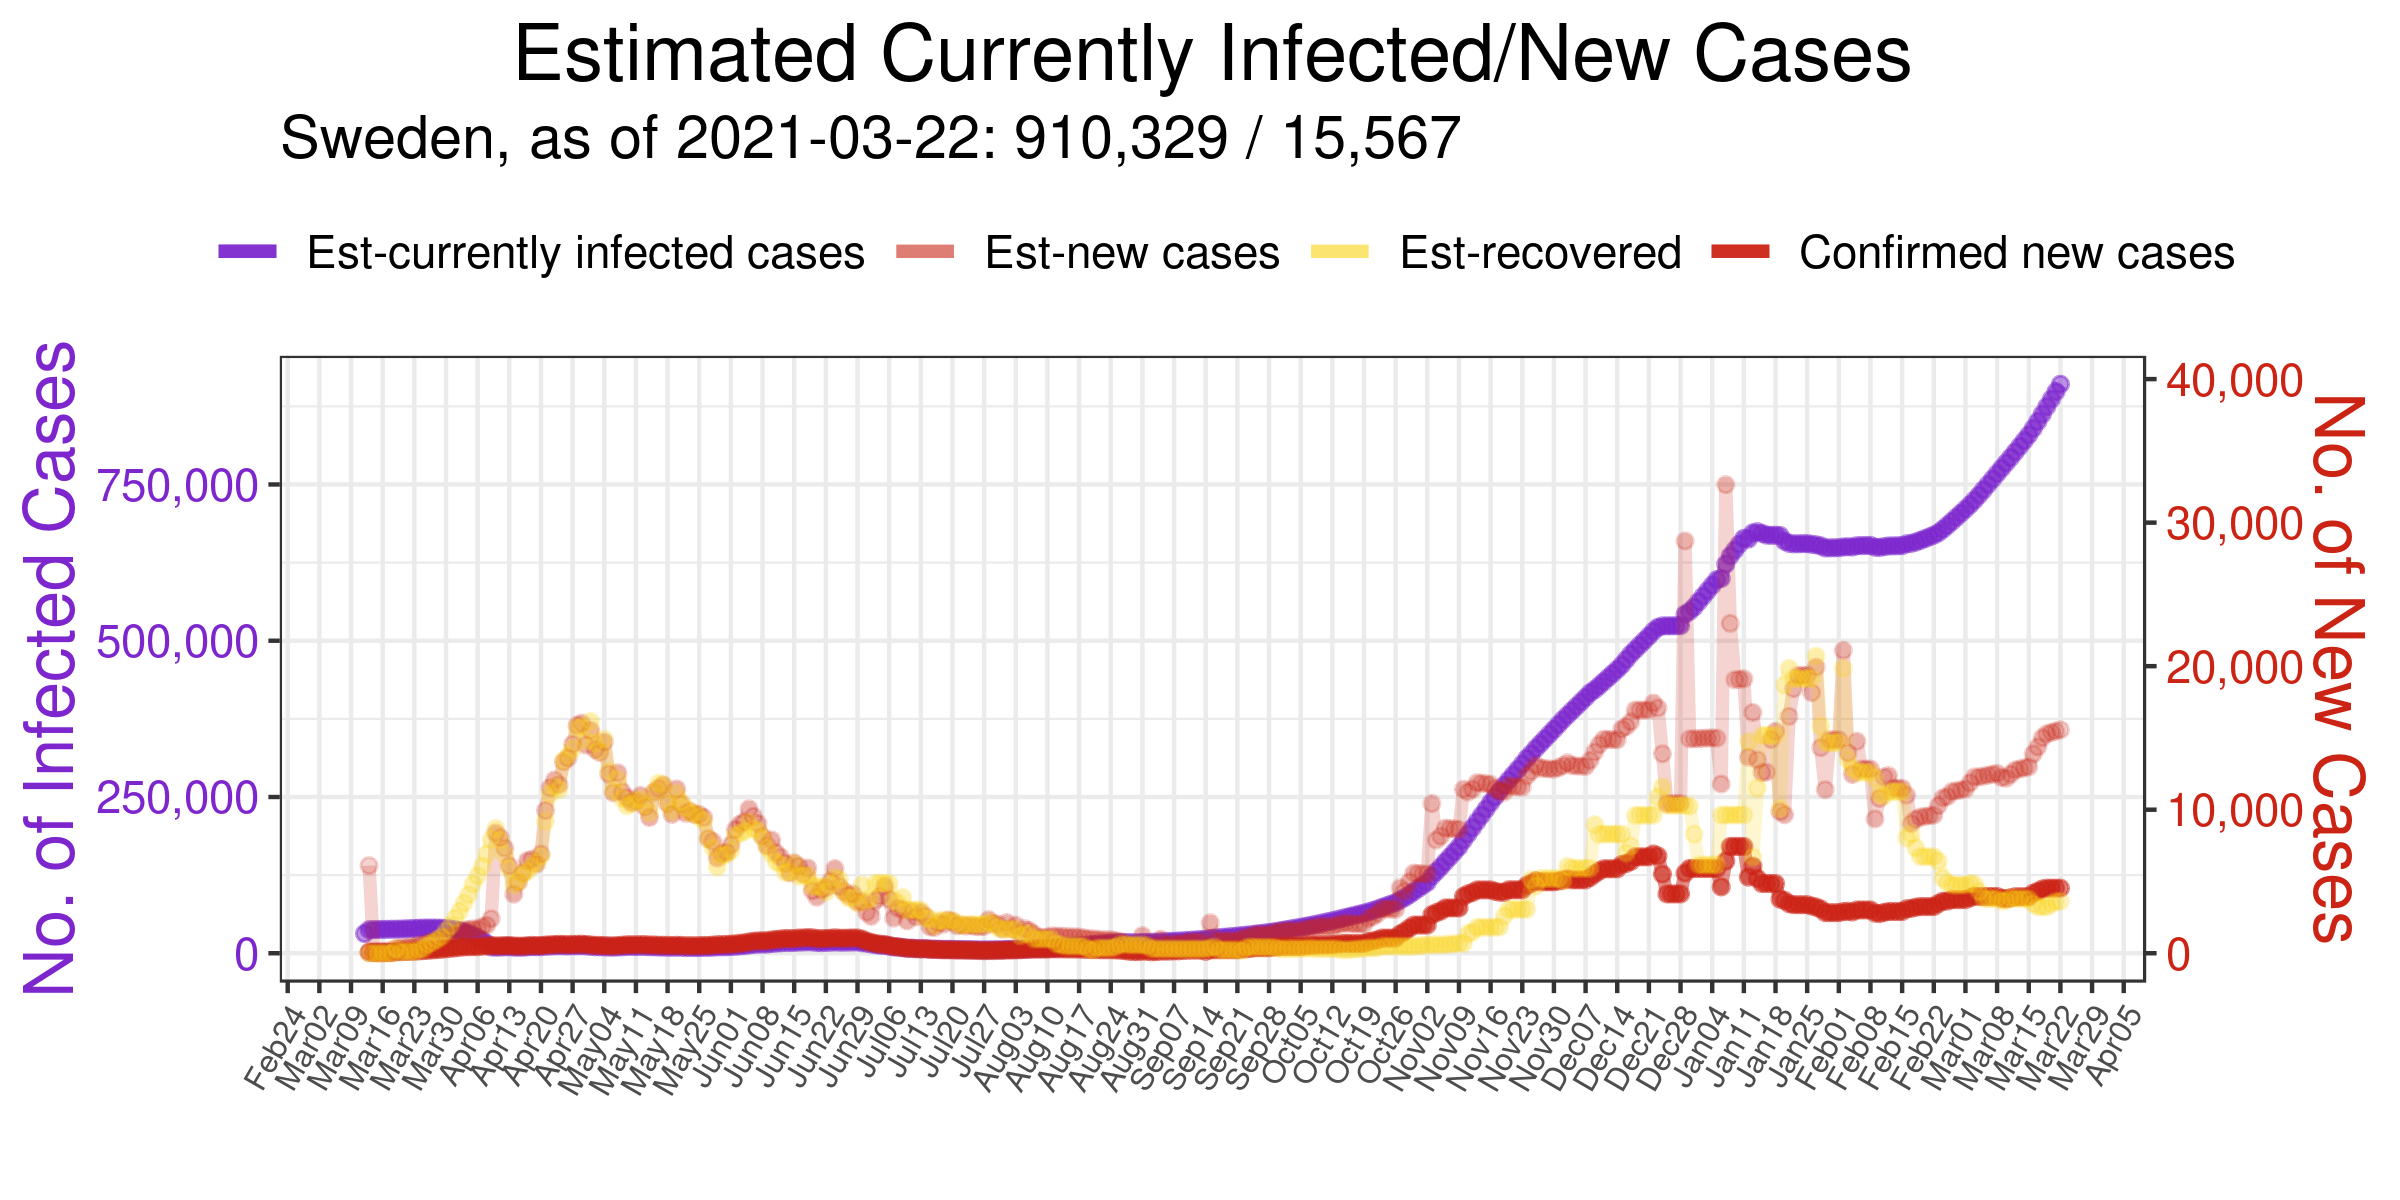 Estimated Currently Infected/New Cases
Sweden, as of 2021-03-22: 910,329 / 15,567
Est-currently infected cases Est-new cases Est-recovered Confirmed new cases
No. of Infected Cases
750,000
500,000
250,000
0
40,000
30,000
20,000
10,000
0
No. of New Cases
Feb24 Mar02 Mar09 Mar16 Mar23 Mar30 Apr06 Apr13 Apr20 Apr27 May04 May11 May18 May25 Jun01 Jun08 Jun15 Jun22 Jun29 Jul06 Jul13 Jul20 Jul27 Aug03 Aug10 Aug17 Aug24 Aug31 Sep07 Sep14 Sep21 Sep28 Oct05 Oct12 Oct19 Oct26 Nov02 Nov09 Nov16 Nov23 Nov30 Dec07 Dec14 Dec21 Dec28 Jan04 Jan11 Jan18 Jan25 Feb01 Feb08 Feb15 Feb22 Mar01 Mar08 Mar15 Mar22 Mar29 Apr05